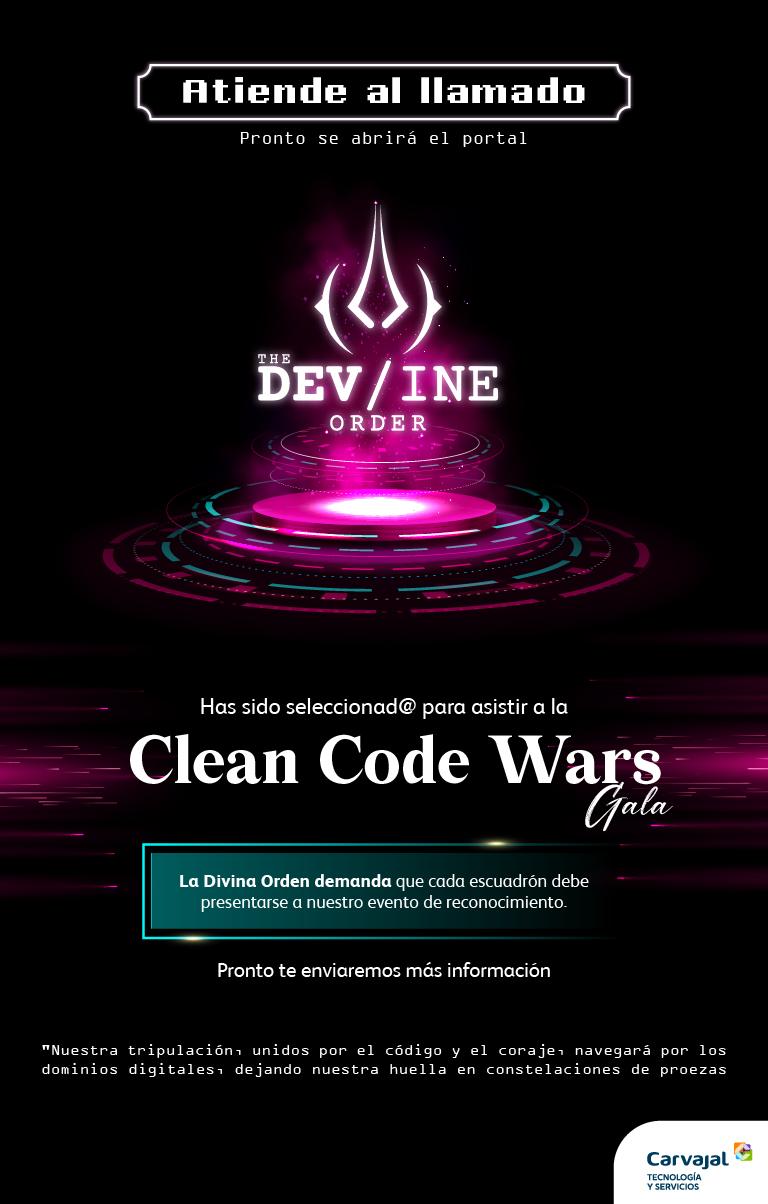 Atiende al llamado
Pronto se abrirá el portal
THE
DEV/INE
ORDER
Has sido seleccionad@ para asistir a la
Clean Code Wars
Gala
La Divina Orden demanda que cada escuadrón debe
presentarse a nuestro evento de reconocimiento.
Pronto te enviaremos más información
"Nuestra tripulación, unidos por el código y el coraje, navegará por los
dominios digitales, dejando nuestra huella en constelaciones de proezas
Carvajal
TECNOLOGÍA
Y SERVICIOS